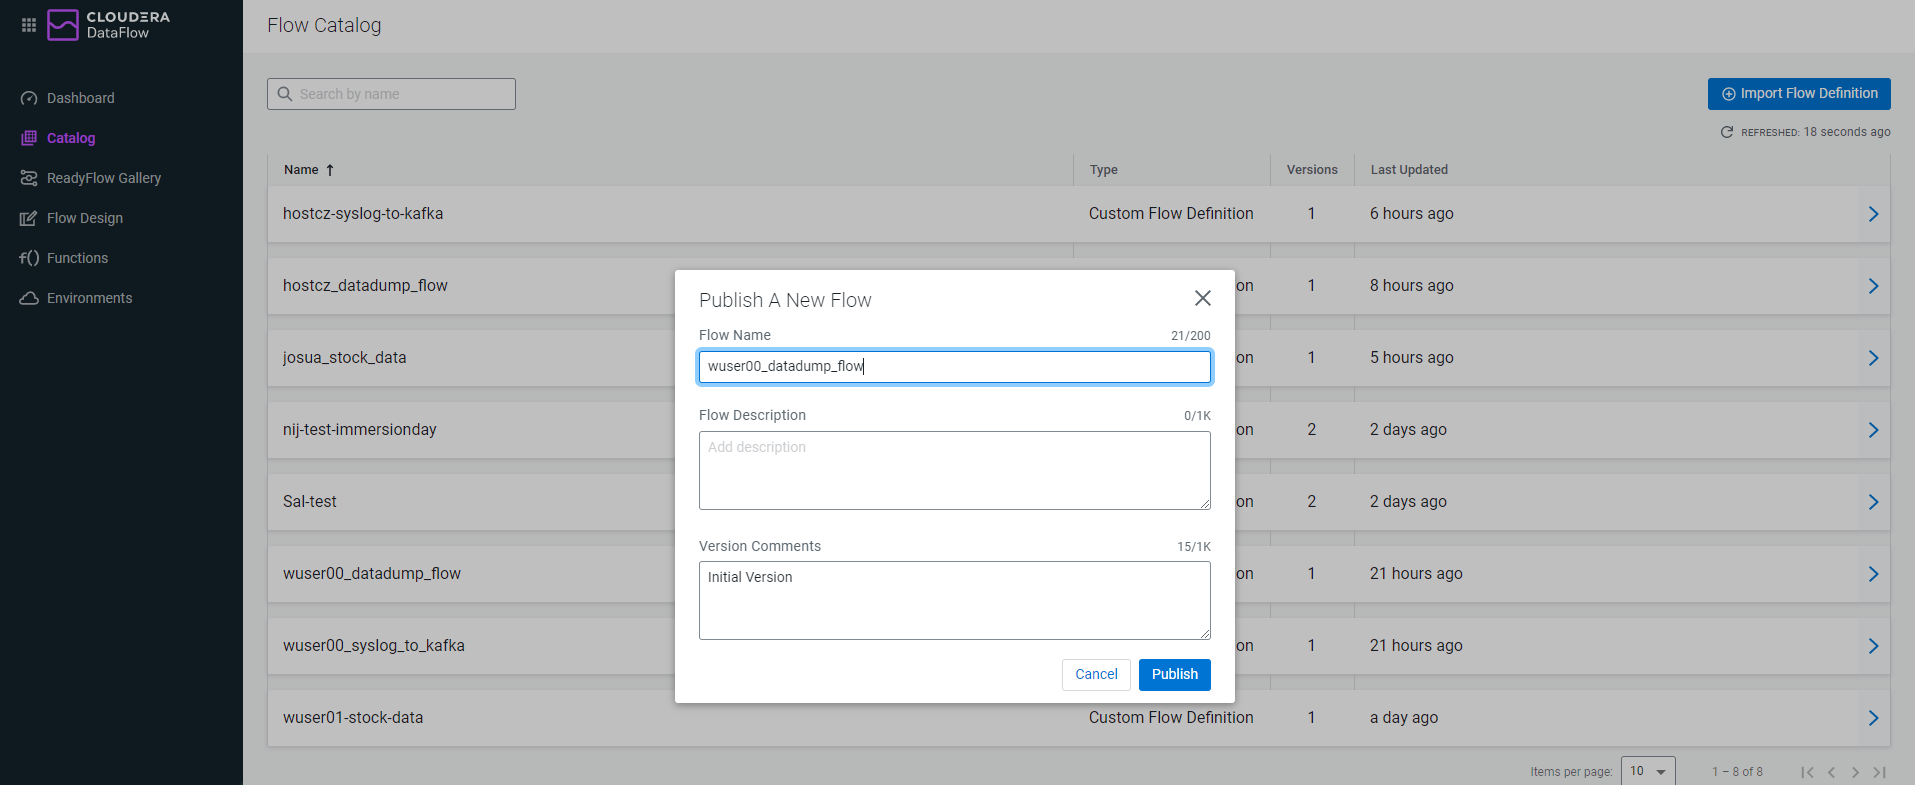 CLOUDERA
DataFlow
Dashboard
Catalog
ReadyFlow Gallery
Flow Design
f() Functions
Environments
Flow Catalog
Search by name
Import Flow Definition
REFRESHED: 18 seconds ago
Name Type Versions Last Updated
hostcz-syslog-to-kafka Custom Flow Definition 1 6 hours ago
hostcz_datadump_flow on 1 8 hours ago
josua_stock_data 1 5 hours ago
nij-test-immersionday on 2 2 days ago
Sal-test on 2 2 days ago
wuser00_datadump_flow on 1 21 hours ago
wuser00_syslog_to_kafka on 1 21 hours ago
wuser01-stock-data Custom Flow Definition 1 a day ago
Items per page: 10 1 – 8 of 8
Publish A New Flow
Flow Name 21/200
wuser00_datadump_flow
Flow Description 0/1K
Add description
Version Comments 15/1K
Initial Version
Cancel Publish